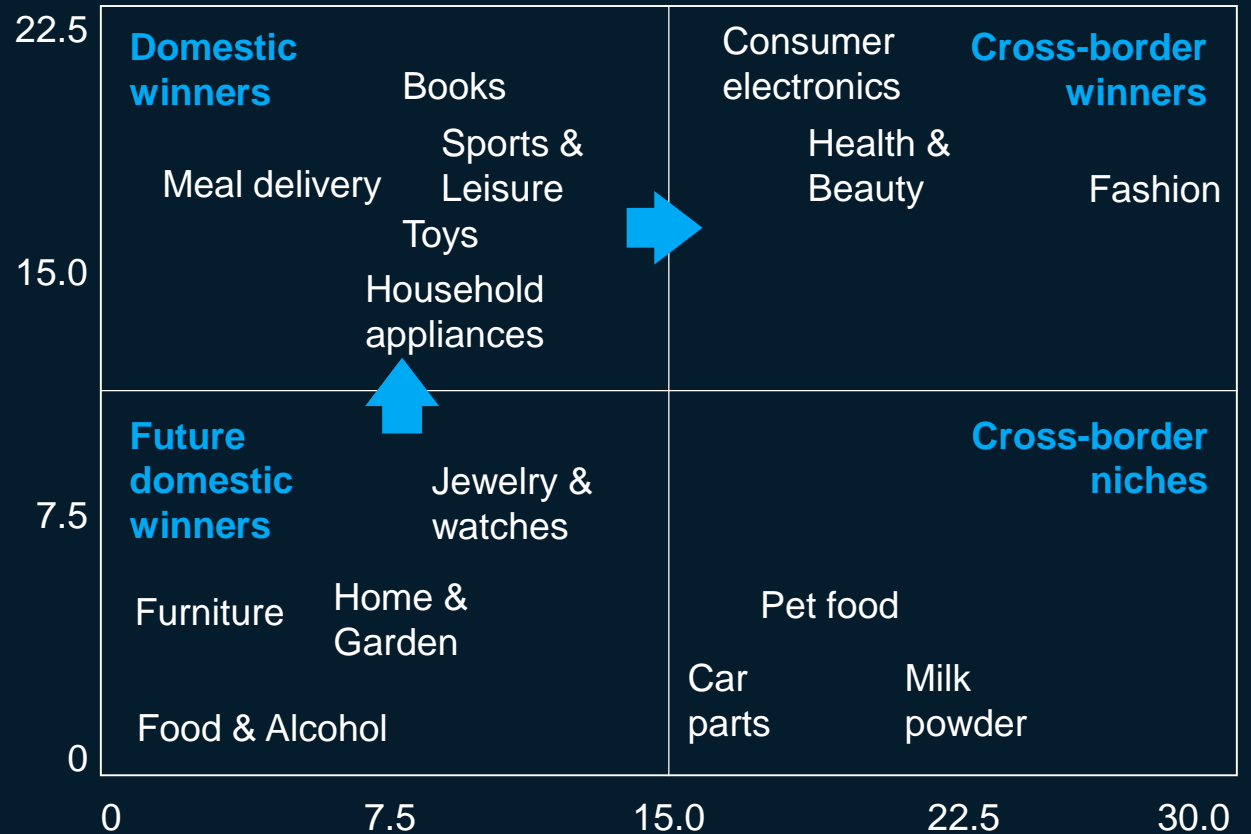 22.5
15.0
7.5
0
Domestic
winners
Books
Sports &
Leisure
Meal delivery
Toys
Household
appliances
Consumer
electronics
Cross-border
winners
Health &
Beauty
Fashion
Future
domestic
winners
Jewelry &
watches
Furniture
Home &
Garden
Food & Alcohol
Cross-border
niches
Pet food
Car
parts
Milk
powder
0
7.5
15.0
22.5
30.0